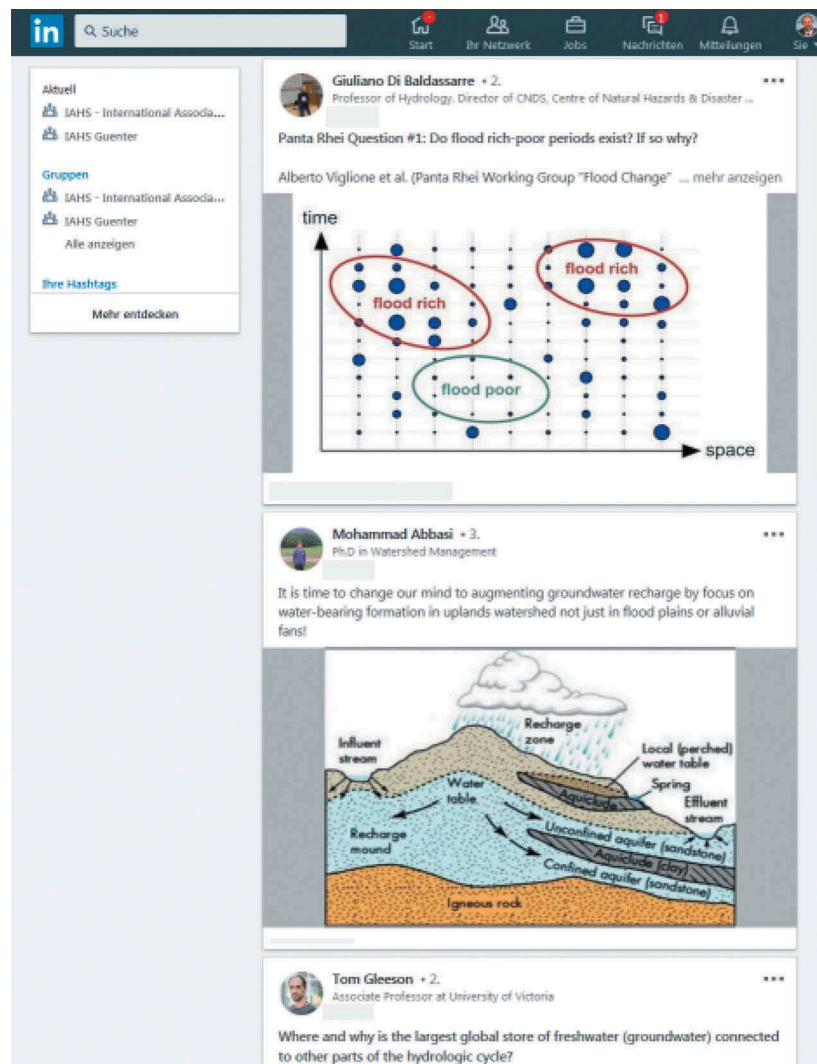 in
Suche
Start
Ihr Netzwerk
Jobs
1
Nachrichten
Mitteilungen
Sie
Aktuell
IAHS - International Associa...
IAHS Guenter
Gruppen
IAHS - International Associa...
IAHS Guenter
Alle anzeigen
Ihre Hashtags
Mehr entdecken
Giuliano Di Baldassarre • 2.
Professor of Hydrology. Director of CNDS, Centre of Natural Hazards & Disaster ...
Panta Rhei Question #1: Do flood rich-poor periods exist? If so why?
Alberto Viglione et al. (Panta Rhei Working Group "Flood Change" ... mehr anzeigen
time
flood rich
flood rich
flood poor
space
Mohammad Abbasi • 3.
Ph.D in Watershed Management
It is time to change our mind to augmenting groundwater recharge by focus on
water-bearing formation in uplands watershed not just in flood plains or alluvial
fans!
Recharge
zone
Influent
stream
Local (perched)
water table
Water
table
Spring
Aquiclude
Effluent
stream
Recharge
mound
Unconfined aquifer (sandstone)
Aquiclude (clay)
Confined aquifer (sandstone)
Igneous rock
Tom Gleeson • 2.
Associate Professor at University of Victoria
Where and why is the largest global store of freshwater (groundwater) connected
to other parts of the hydrologic cycle?